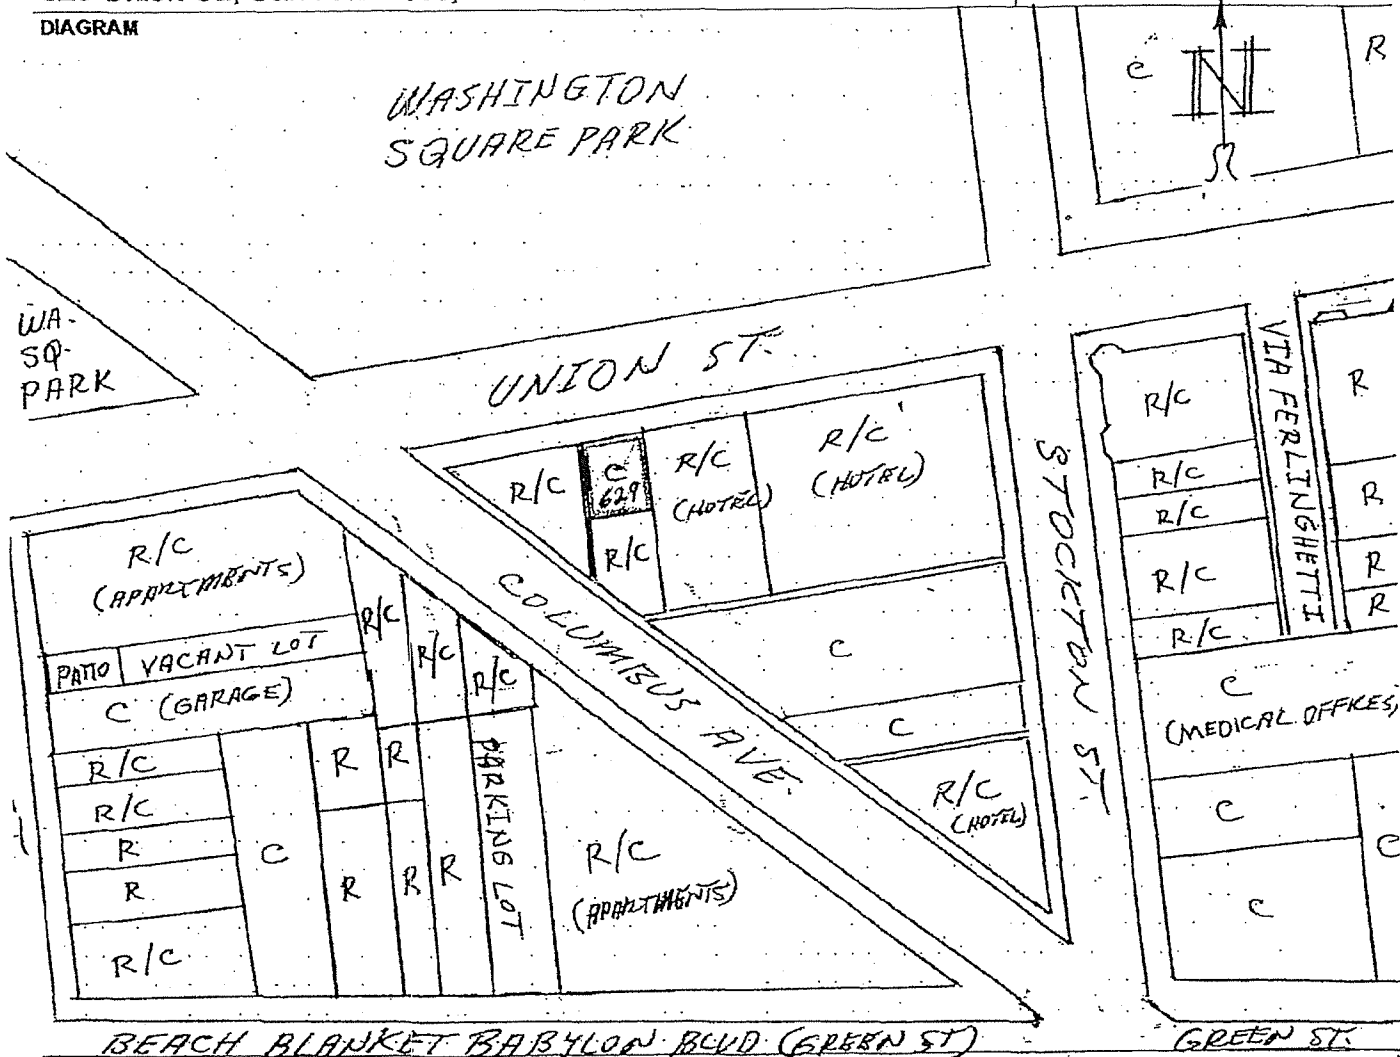 DIAGRAM
C
N
R
WASHINGTON
SQUARE PARK
WA-
SQ-
PARK
UNION ST.
VIA FERLINGHETTI
R/C
R
R/C
C
629
R/C
(HOTEL)
R/C
(HOTEL)
STOCKTON ST.
R/C
R/C
R
R/C
R/C
R
R/C
R
R/C
(APARTMENTS)
COLUMBUS AVE.
R/C
R/C
R/C
PATIO
VACANT LOT
C
C (GARAGE)
C
C
(MEDICAL OFFICES,
R/C
R
R
PARKING LOT
R/C
(HOTEL)
R/C
R
C
R
R
R
R
R/C
(APARTMENTS)
C
C
C
R/C
BEACH BLANKET BABYLON BLVD (GREEN ST)
GREEN ST.